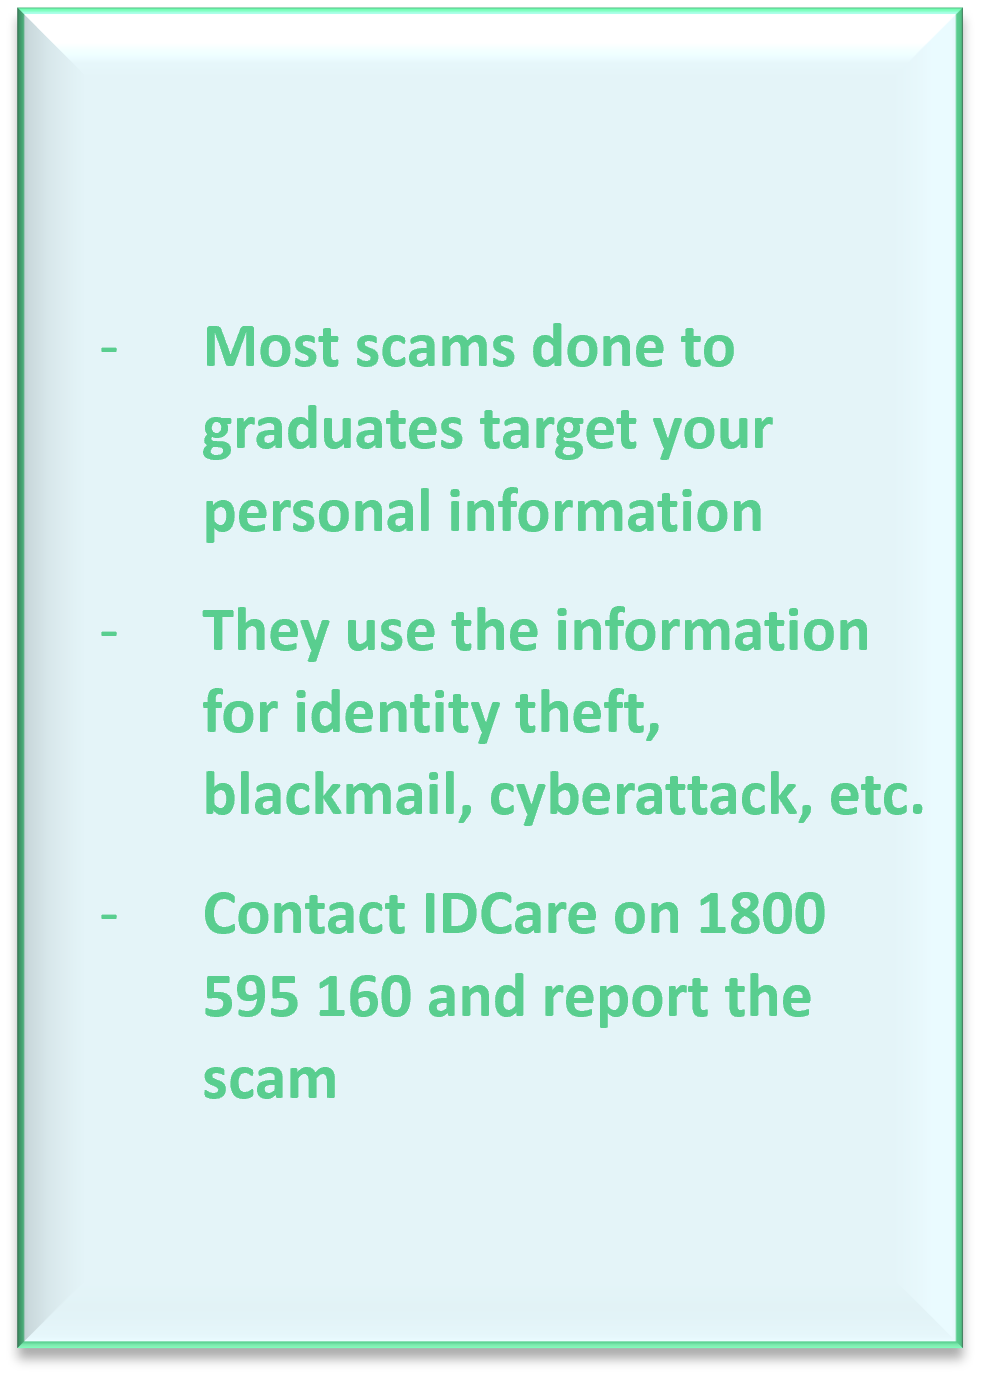 - Most scams done to
graduates target your
personal information
- They use the information
for identity theft,
blackmail, cyberattack, etc.
- Contact IDCare on 1800
595 160 and report the
scam